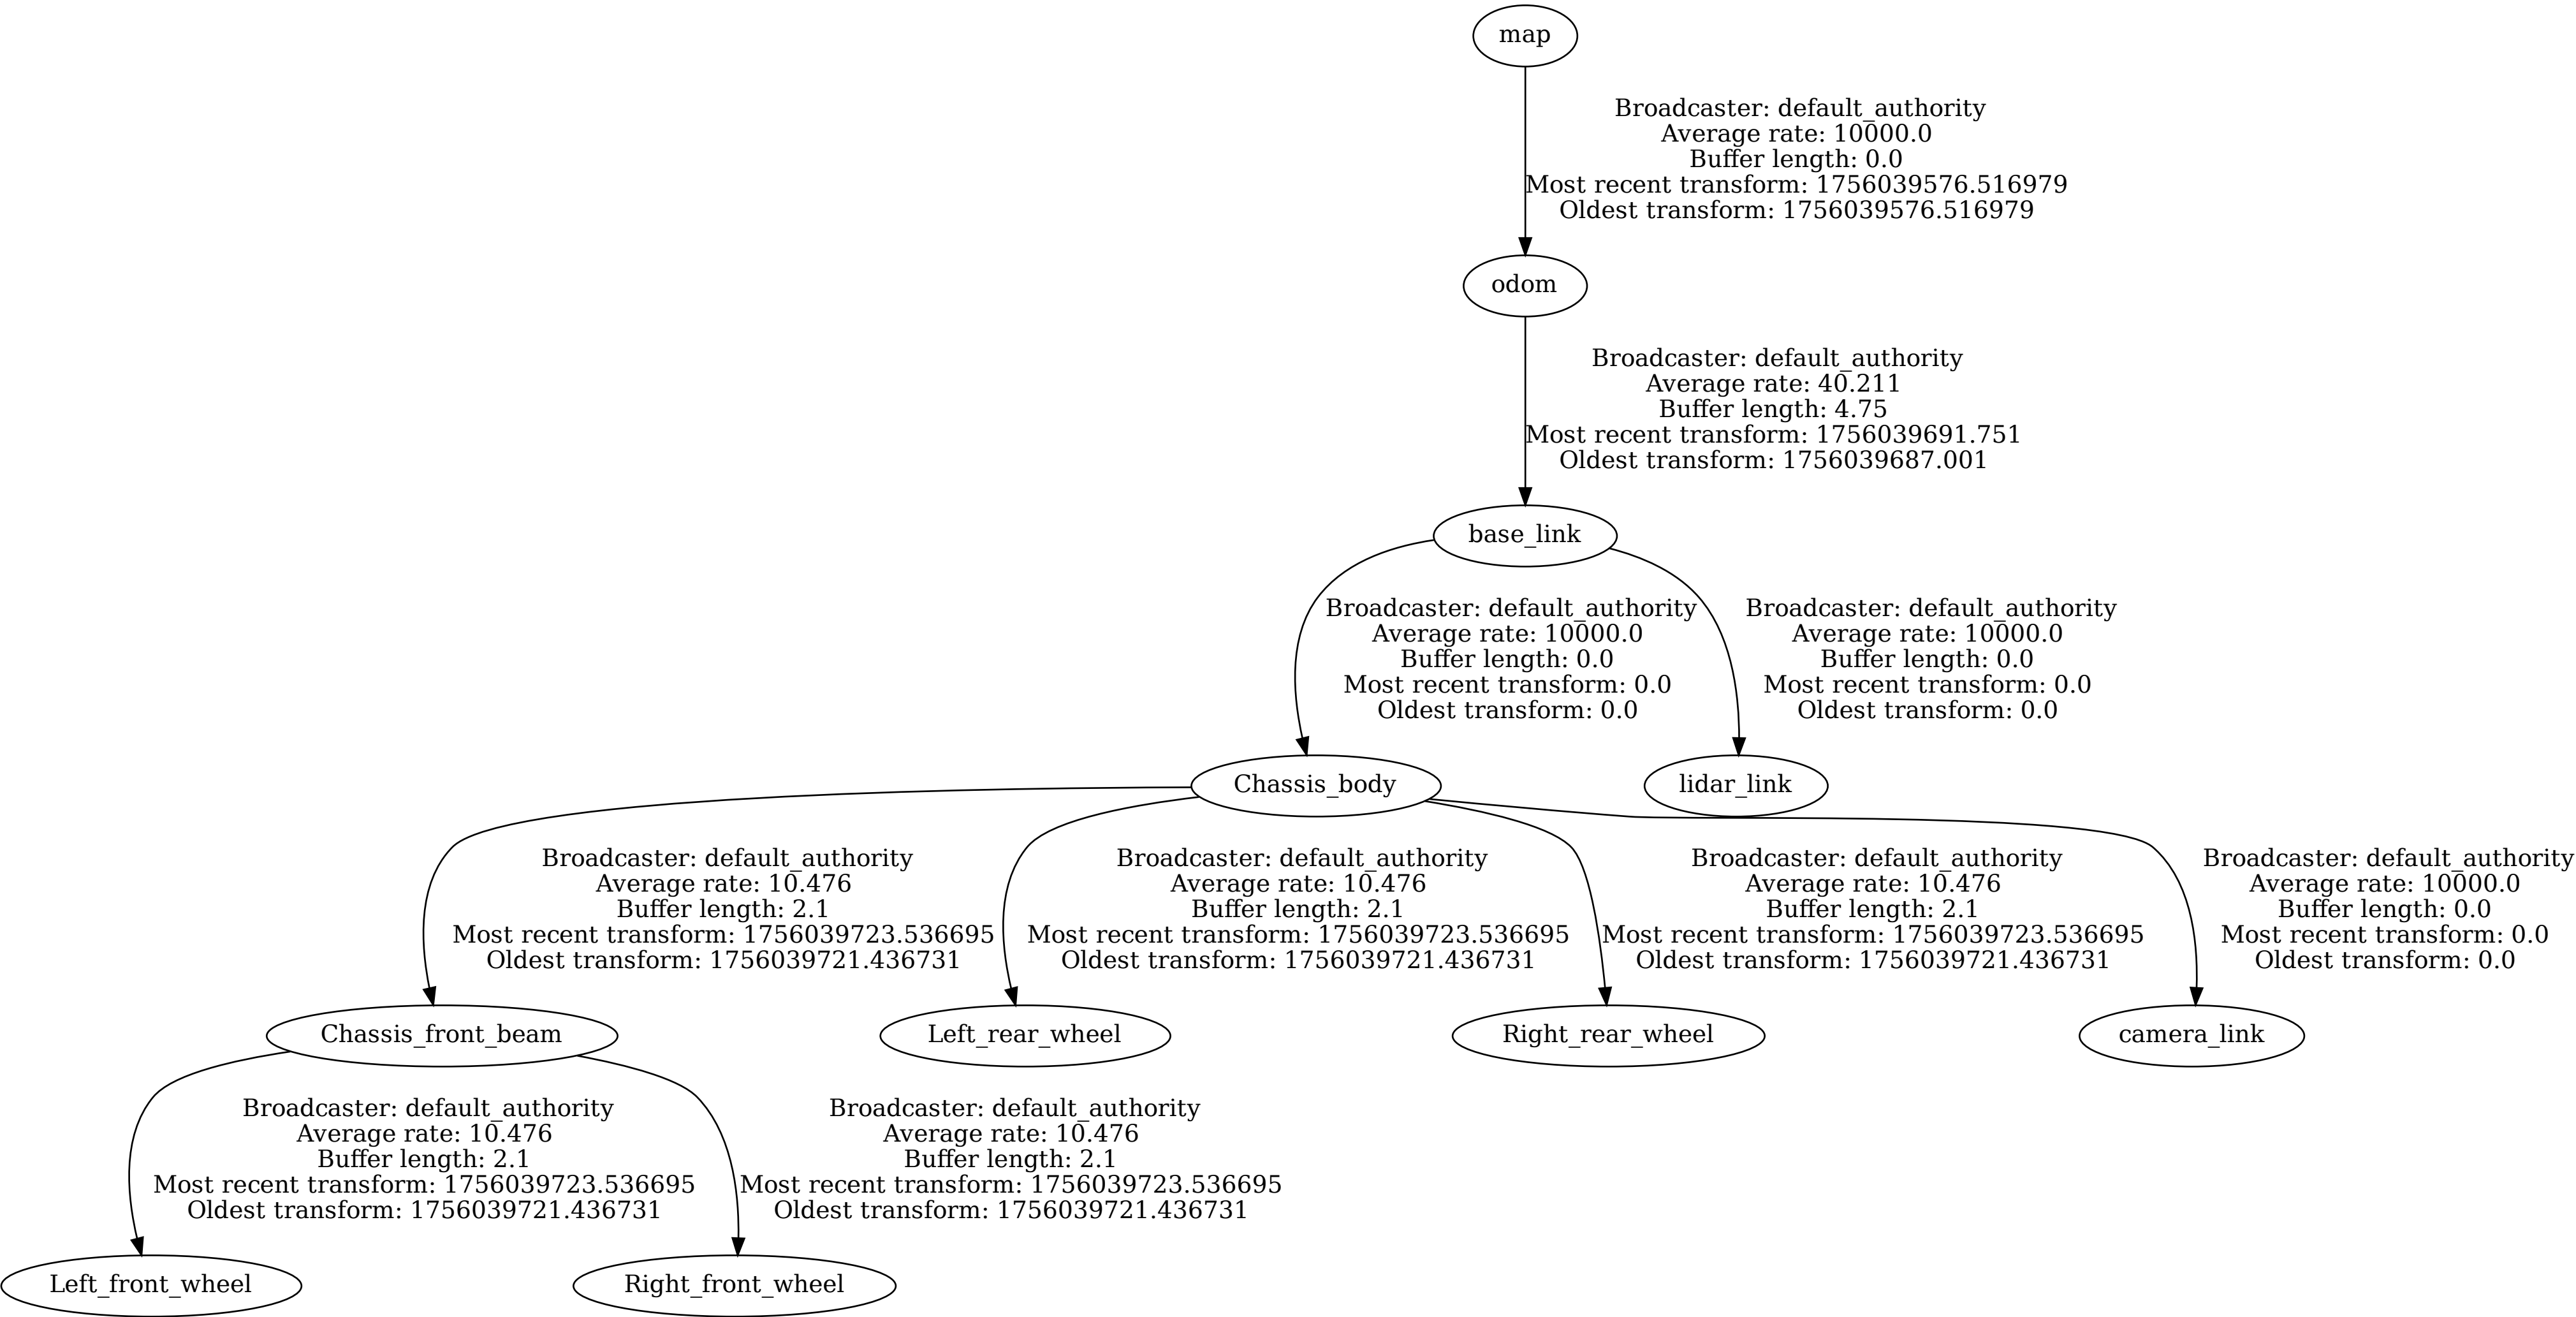 map
Broadcaster: default_authority
Average rate: 10000.0
Buffer length: 0.0
Most recent transform: 1756039576.516979
Oldest transform: 1756039576.516979
odom
Broadcaster: default_authority
Average rate: 40.211
Buffer length: 4.75
Most recent transform: 1756039691.751
Oldest transform: 1756039687.001
base_link
Broadcaster: default_authority
Average rate: 10000.0
Buffer length: 0.0
Most recent transform: 0.0
Oldest transform: 0.0
Broadcaster: default_authority
Average rate: 10000.0
Buffer length: 0.0
Most recent transform: 0.0
Oldest transform: 0.0
Chassis_body
lidar_link
Broadcaster: default_authority
Average rate: 10.476
Buffer length: 2.1
Most recent transform: 1756039723.536695
Oldest transform: 1756039721.436731
Broadcaster: default_authority
Average rate: 10.476
Buffer length: 2.1
Most recent transform: 1756039723.536695
Oldest transform: 1756039721.436731
Broadcaster: default_authority
Average rate: 10.476
Buffer length: 2.1
Most recent transform: 1756039723.536695
Oldest transform: 1756039721.436731
Broadcaster: default_authority
Average rate: 10000.0
Buffer length: 0.0
Most recent transform: 0.0
Oldest transform: 0.0
Chassis_front_beam
Left_rear_wheel
Right_rear_wheel
camera_link
Broadcaster: default_authority
Average rate: 10.476
Buffer length: 2.1
Most recent transform: 1756039723.536695
Oldest transform: 1756039721.436731
Broadcaster: default_authority
Average rate: 10.476
Buffer length: 2.1
Most recent transform: 1756039723.536695
Oldest transform: 1756039721.436731
Left_front_wheel
Right_front_wheel